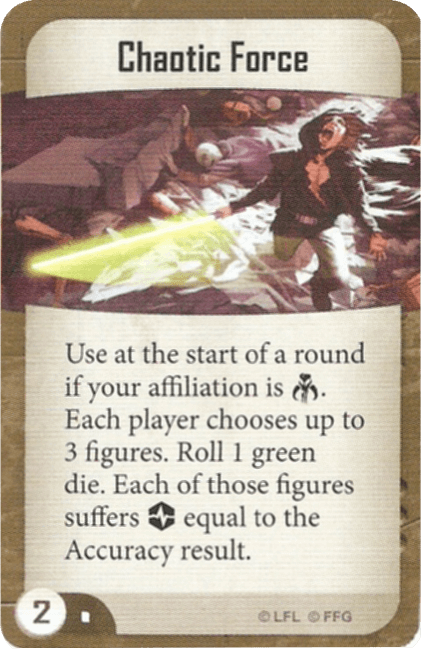 Chaotic Force
Use at the start of a round
if your affiliation is .
Each player chooses up to
3 figures. Roll 1 green
die. Each of those figures
suffers equal to the
Accuracy result.
2
© LFL © FFG